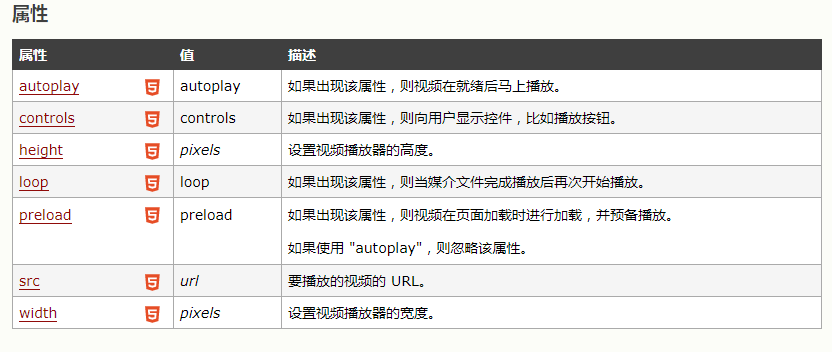 属性
属性 值 描述
autoplay autoplay 如果出现该属性，则视频在就绪后马上播放。
controls controls 如果出现该属性，则向用户显示控件，比如播放按钮。
height pixels 设置视频播放器的高度。
loop loop 如果出现该属性，则当媒介文件完成播放后再次开始播放。
preload preload 如果出现该属性，则视频在页面加载时进行加载，并预备播放。
如果使用 "autoplay"，则忽略该属性。
src url 要播放的视频的 URL。
width pixels 设置视频播放器的宽度。